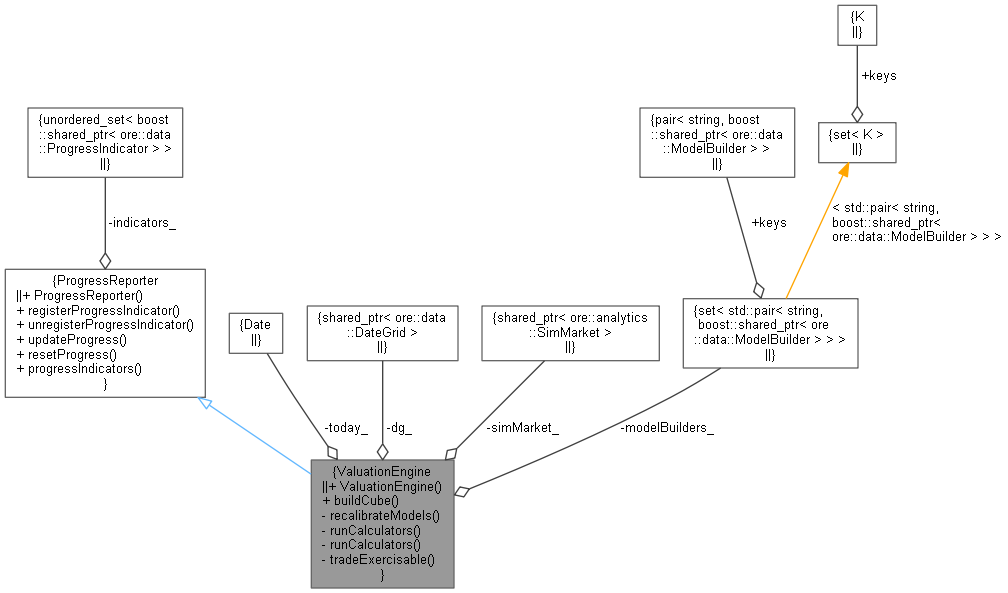 {K
||}
+keys
{unordered_set< boost
::shared_ptr< ore::data
::ProgressIndicator > >
||}
{pair< string, boost
::shared_ptr< ore::data
::ModelBuilder > >
||}
{set< K >
||}
-indicators_
+keys
< std::pair< string,
boost::shared_ptr<
ore::data::ModelBuilder > > >
{ProgressReporter
||+ ProgressReporter()
+ registerProgressIndicator()
+ unregisterProgressIndicator()
+ updateProgress()
+ resetProgress()
+ progressIndicators()
}
{Date
||}
{shared_ptr< ore::data
::DateGrid >
||}
{shared_ptr< ore::analytics
::SimMarket >
||}
{set< std::pair< string,
boost::shared_ptr< ore
::data::ModelBuilder > > >
||}
-today_
-dg_
-simMarket_
-modelBuilders_
{ValuationEngine
||+ ValuationEngine()
+ buildCube()
- recalibrateModels()
- runCalculators()
- runCalculators()
- tradeExercisable()
}